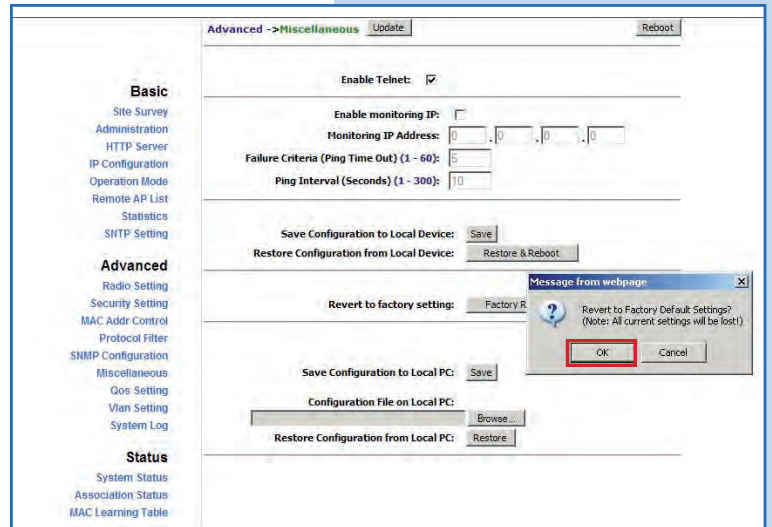 Advanced ->Miscellaneous Update Reboot
Basic
Site Survey
Administration
HTTP Server
IP Configuration
Operation Mode
Remote AP List
Statistics
SNTP Setting
Advanced
Radio Setting
Security Setting
MAC Addr Control
Protocol Filter
SNMP Configuration
Miscellaneous
Qos Setting
Vlan Setting
System Log
Status
System Status
Association Status
MAC Learning Table
Enable Telnet:
Enable monitoring IP:
Monitoring IP Address: 0 . 0 . 0 . 0
Failure Criteria (Ping Time Out) (1 - 60): 5
Ping Interval (Seconds) (1 - 300): 10
Save Configuration to Local Device: Save
Restore Configuration from Local Device: Restore & Reboot
Revert to factory setting: Factory R
Save Configuration to Local PC: Save
Configuration File on Local PC:
Browse...
Restore Configuration from Local PC: Restore
Message from webpage
Revert to Factory Default Settings?
(Note: All current settings will be lost!)
OK Cancel